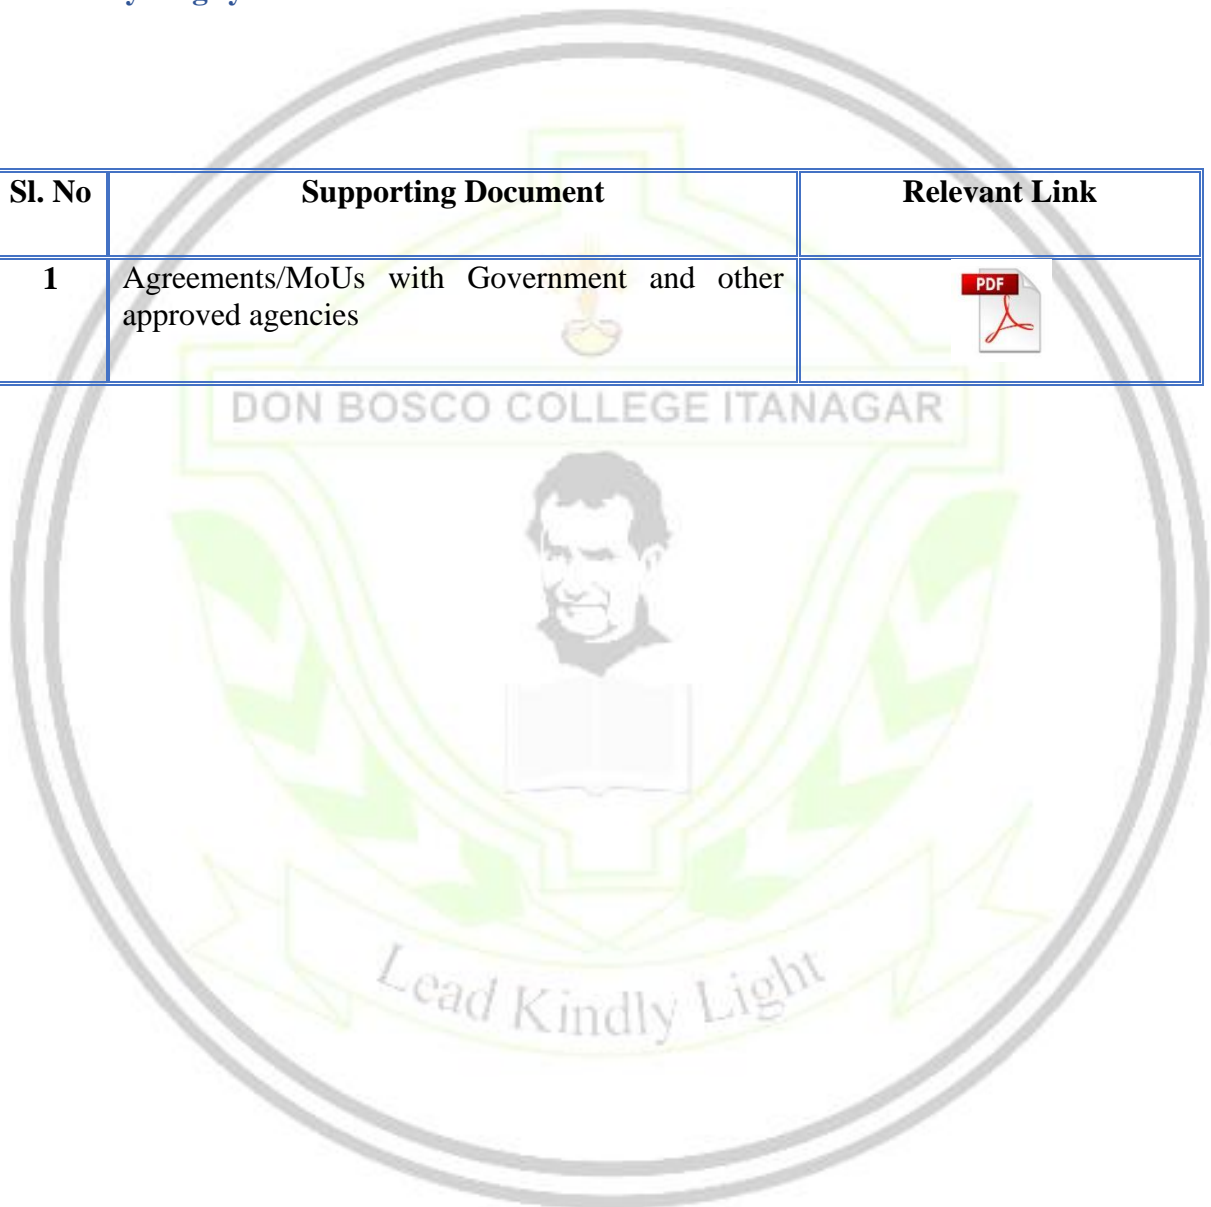 Sl. No Supporting Document Relevant Link
1 Agreements/MoUs with Government and other
approved agencies
PDF
DON BOSCO COLLEGE ITANAGAR
Lead Kindly Light